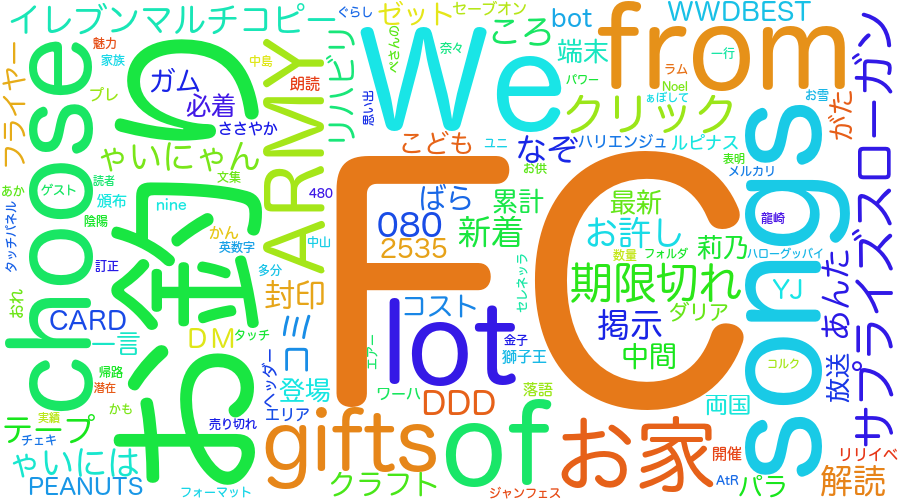 イレブンマルチコピー
ぐらし
ゼット
セーブオン
WWDBEST
フライヤー
choose
魅力
家族
プレ
ガム
必着
ささやか
わ
中島
朗読
ARMY
リハビリ
べさんの
奈々
We
ころ
bot
端末
from
パワー
クリック
ラム
Noel
一行
お雪
がた
サプライズスローガン
ゃいにゃん
文集
こども
思い出
ユニ
なぞ
ハリエンジュ
ルピナス
あぽして
表明
メルカリ
お供
あか
ゲスト
読者
頒布
nine
お釣
480
ばら
累計
最新
songs
陰陽
かん
英数字
中山
080
2535
新着
お許し
莉乃
龍崎
タッチパネル
訂正
多分
FC
フォルダ
数量
ハローグッバイ
おれ
封印
コスト
セレネッラ
期限切れ
YJ
あんた
CARD
DM
タッチ
コミ
lot
掲示
ダリア
一言
ヘッダー
エアー
金子
獅子王
中間
コルク
放送
帰路
潜在
登場
ワーハ
落語
両国
実績
かも
エリア
DDD
テープ
売り切れ
チェキ
gifts
of
お家
開催
リリイベ
ゃいには
PEANUTS
フォーマット
クラフト
ジャンフェス
AtR
パラ
解読